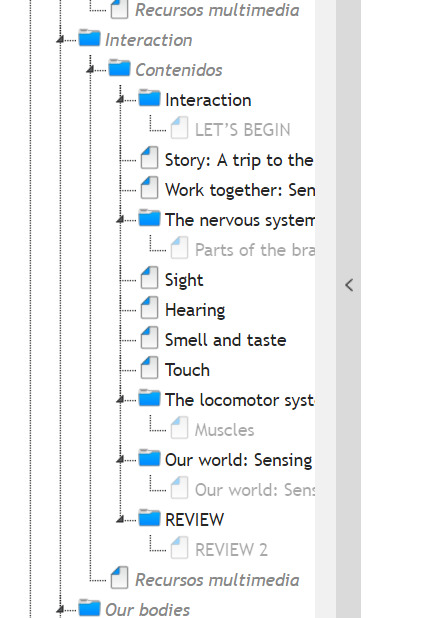 Recursos multimedia
Interaction
Contenidos
Interaction
LET'S BEGIN
Story: A trip to the
Work together: Sen
The nervous system
Parts of the bra
Sight
Hearing
Smell and taste
Touch
The locomotor syst
Muscles
Our world: Sensing
Our world: Sens
REVIEW
REVIEW 2
Recursos multimedia
Our bodies